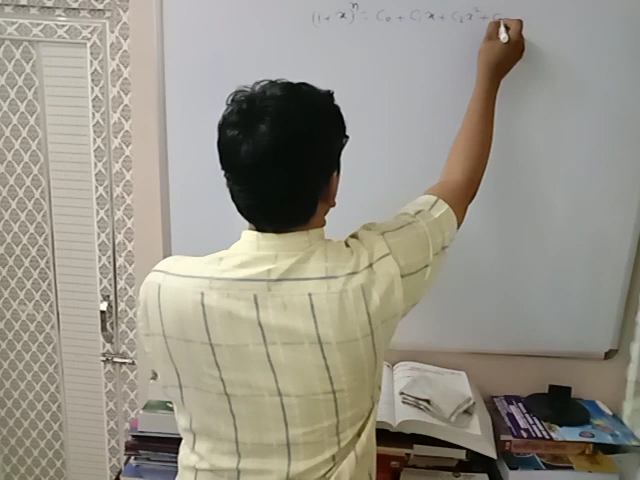 (1+x)ⁿ = C₀ + C₁x + C₂x² + C